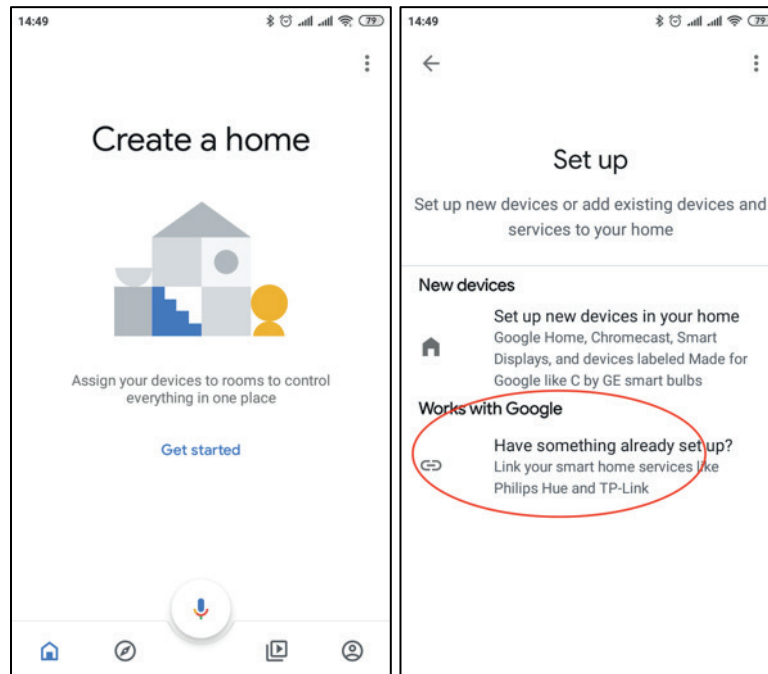 14:49
79
Create a home
Assign your devices to rooms to control
everything in one place
Get started
14:49
79
Set up
Set up new devices or add existing devices and
services to your home
New devices
Set up new devices in your home
Google Home, Chromecast, Smart
Displays, and devices labeled Made for
Google like C by GE smart bulbs
Works with Google
Have something already set up?
Link your smart home services like
Philips Hue and TP-Link